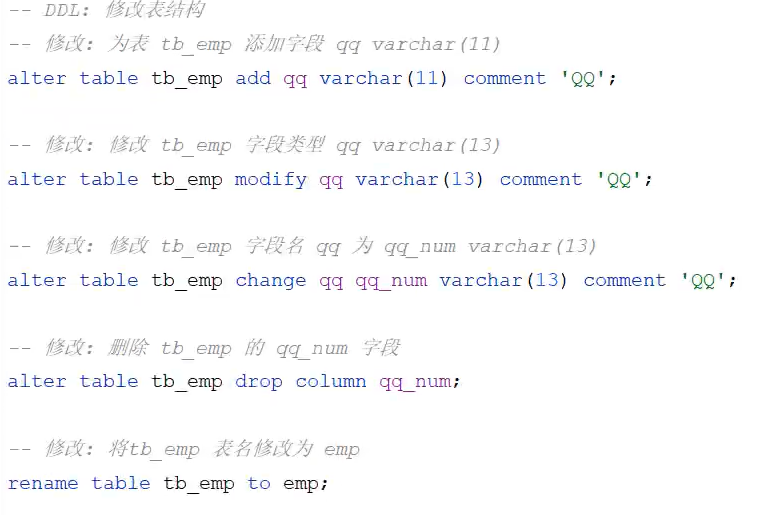 -- DDL: 修改表结构
-- 修改: 为表 tb_emp 添加字段 qq varchar(11)
alter table tb_emp add qq varchar(11) comment 'QQ';
-- 修改: 修改 tb_emp 字段类型 qq varchar(13)
alter table tb_emp modify qq varchar(13) comment 'QQ';
-- 修改: 修改 tb_emp 字段名 qq 为 qq_num varchar(13)
alter table tb_emp change qq qq_num varchar(13) comment 'QQ';
-- 修改: 删除 tb_emp 的 qq_num 字段
alter table tb_emp drop column qq_num;
-- 修改: 将tb_emp 表名修改为 emp
rename table tb_emp to emp;